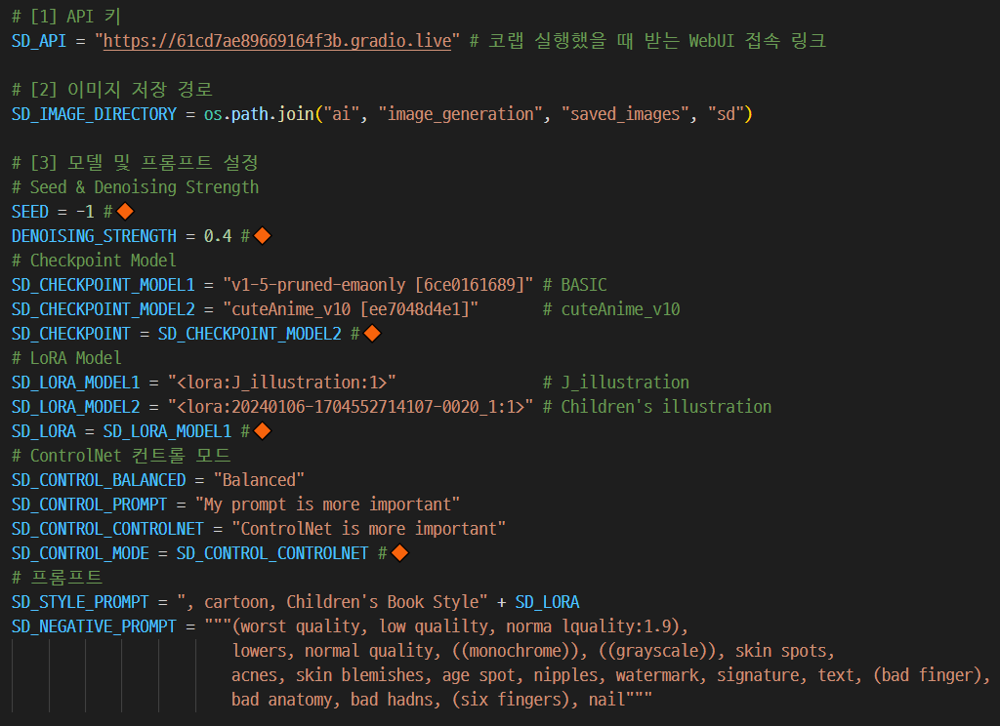 # [1] API 키
SD_API = "https://61cd7ae89669164f3b.gradio.live" # 코랩 실행했을 때 받는 WebUI 접속 링크
# [2] 이미지 저장 경로
SD_IMAGE_DIRECTORY = os.path.join("ai", "image_generation", "saved_images", "sd")
# [3] 모델 및 프롬프트 설정
# Seed & Denoising Strength
SEED = -1 #🔶
DENOISING_STRENGTH = 0.4 #🔶
# Checkpoint Model
SD_CHECKPOINT_MODEL1 = "v1-5-pruned-emaonly [6ce0161689]" # BASIC
SD_CHECKPOINT_MODEL2 = "cuteAnime_v10 [ee7048d4e1]" # cuteAnime_v10
SD_CHECKPOINT = SD_CHECKPOINT_MODEL2 #🔶
# LoRA Model
SD_LORA_MODEL1 = "<lora:J_illustration:1>" # J_illustration
SD_LORA_MODEL2 = "<lora:20240106-1704552714107-0020_1:1>" # Children's illustration
SD_LORA = SD_LORA_MODEL1 #🔶
# ControlNet 컨트롤 모드
SD_CONTROL_BALANCED = "Balanced"
SD_CONTROL_PROMPT = "My prompt is more important"
SD_CONTROL_CONTROLNET = "ControlNet is more important"
SD_CONTROL_MODE = SD_CONTROL_CONTROLNET #🔶
# 프롬프트
SD_STYLE_PROMPT = ", cartoon, Children's Book Style" + SD_LORA
SD_NEGATIVE_PROMPT = """(worst quality, low qualilty, norma lquality:1.9),
lowers, normal quality, ((monochrome)), ((grayscale)), skin spots,
acnes, skin blemishes, age spot, nipples, watermark, signature, text, (bad finger),
bad anatomy, bad hadns, (six fingers), nail"""